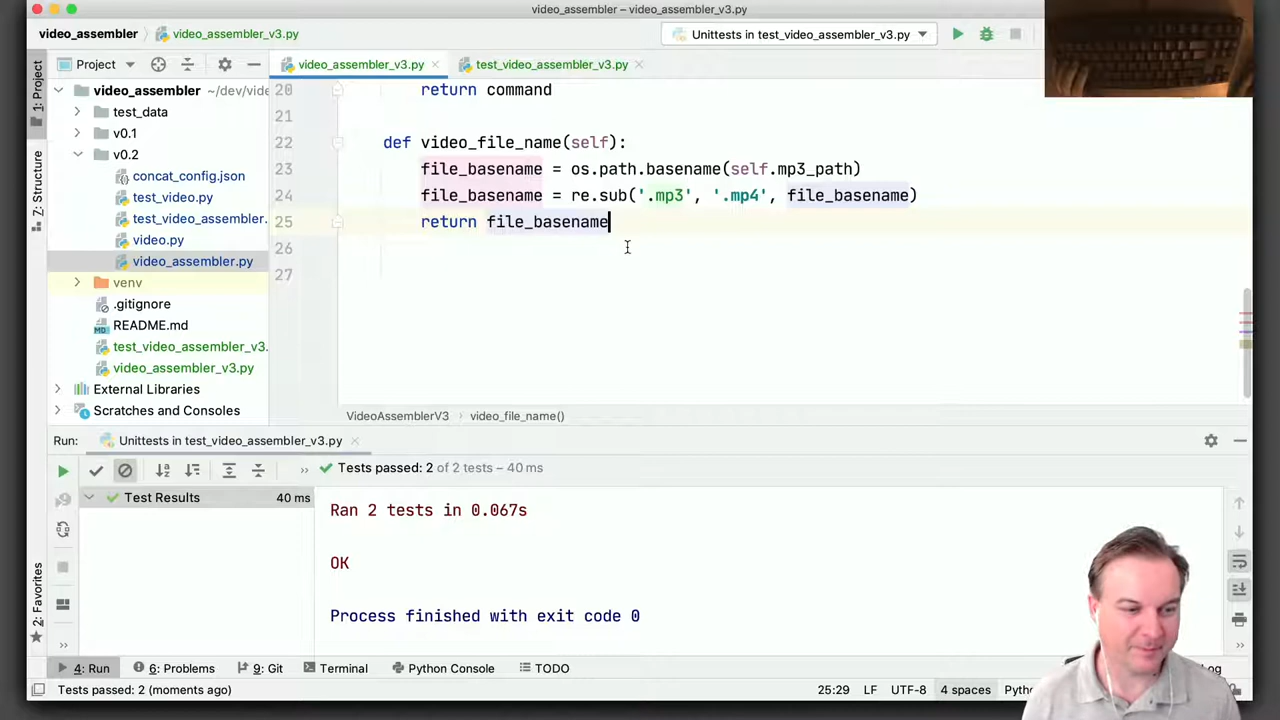 video_assembler – video_assembler_v3.py
video_assembler
video_assembler_v3.py
Unittests in test_video_assembler_v3.py
1: Project
Project
video_assembler_v3.py
test_video_assembler_v3.py
video_assembler ~/dev/vide
test_data
v0.1
v0.2
concat_config.json
test_video.py
test_video_assembler.
video.py
video_assembler.py
venv
.gitignore
README.md
test_video_assembler_v3.
video_assembler_v3.py
External Libraries
Scratches and Consoles
Z: Structure
2: Favorites
20 return command
21
22 def video_file_name(self):
23 file_basename = os.path.basename(self.mp3_path)
24 file_basename = re.sub('.mp3', '.mp4', file_basename)
25 return file_basename
26
27
VideoAssemblerV3 video_file_name()
Run: Unittests in test_video_assembler_v3.py
Tests passed: 2 of 2 tests – 40 ms
Test Results 40 ms
Ran 2 tests in 0.067s
OK
Process finished with exit code 0
4: Run
6: Problems
9: Git
Terminal
Python Console
TODO
Tests passed: 2 (moments ago)
25:29 LF UTF-8 4 spaces